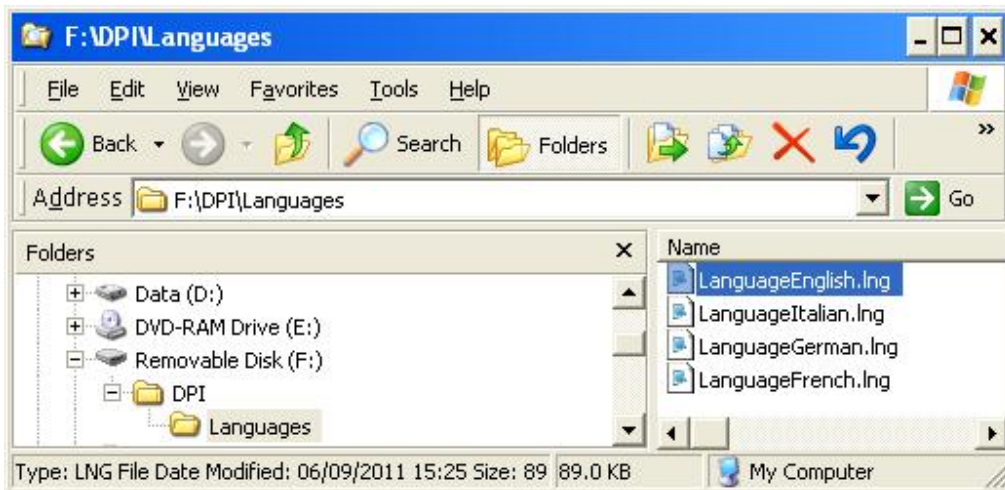 F:\DPI\Languages
File Edit View Favorites Tools Help
Back Search Folders »
Address F:\DPI\Languages Go
Folders
Data (D:)
DVD-RAM Drive (E:)
Removable Disk (F:)
DPI
Languages
Name
LanguageEnglish.lng
LanguageItalian.lng
LanguageGerman.lng
LanguageFrench.lng
Type: LNG File Date Modified: 06/09/2011 15:25 Size: 89 89.0 KB My Computer